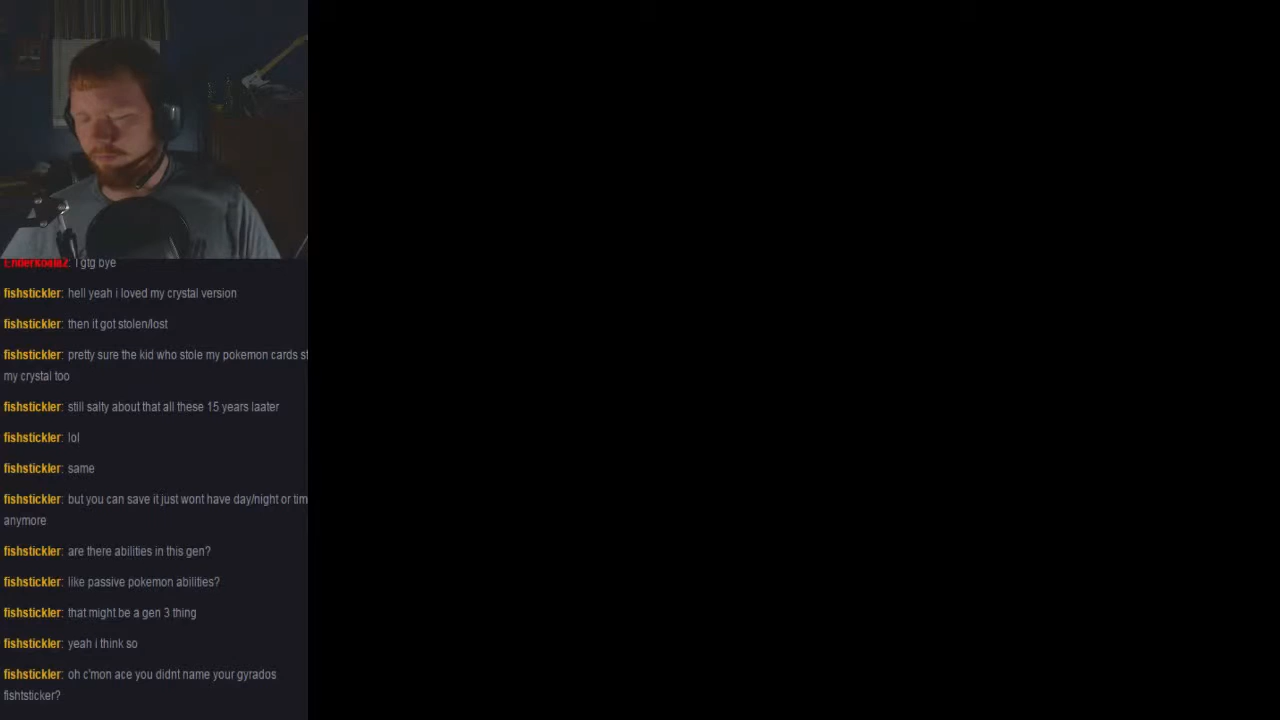 Enderkoala2: I gtg bye
fishstickler: hell yeah i loved my crystal version
fishstickler: then it got stolen/lost
fishstickler: pretty sure the kid who stole my pokemon cards st
my crystal too
fishstickler: still salty about that all these 15 years laater
fishstickler: lol
fishstickler: same
fishstickler: but you can save it just wont have day/night or tim
anymore
fishstickler: are there abilities in this gen?
fishstickler: like passive pokemon abilities?
fishstickler: that might be a gen 3 thing
fishstickler: yeah i think so
fishstickler: oh c'mon ace you didnt name your gyrados
fishtsticker?